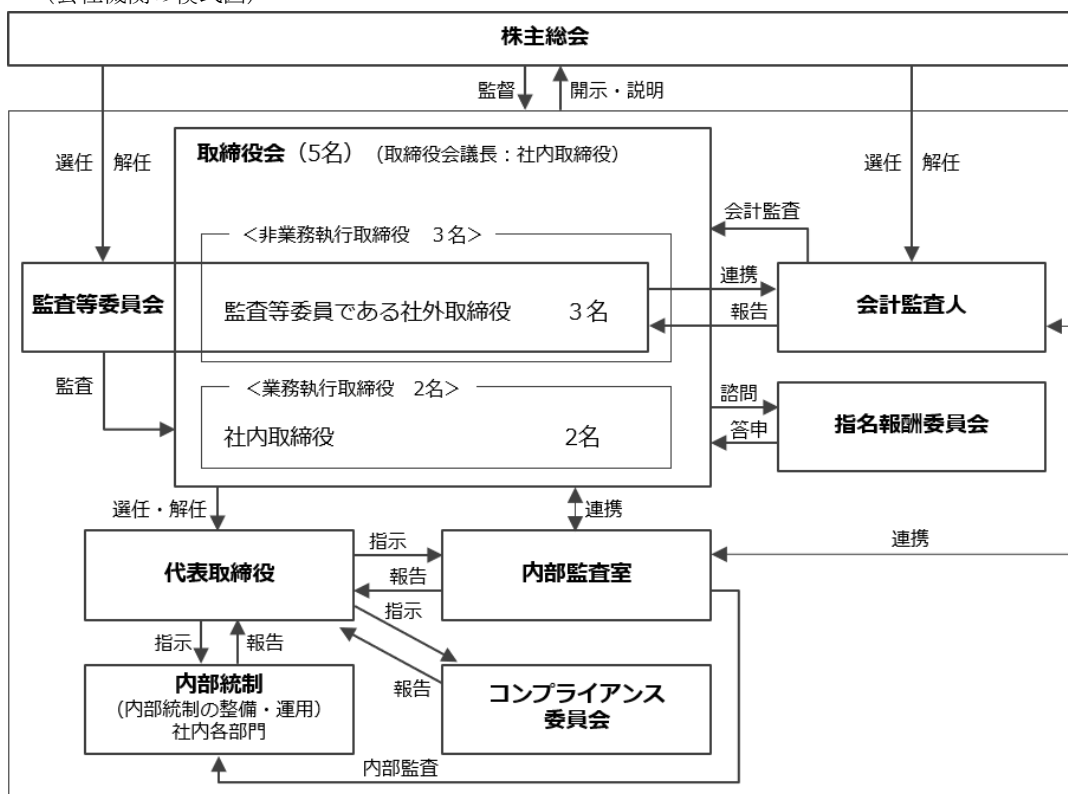 (会社機関の模式図)
株主総会
監督
開示・説明
選任
解任
選任
解任
取締役会（5名）（取締役会議長：社内取締役）
会計監査
＜非業務執行取締役　３名＞
監査等委員会
監査等委員である社外取締役　３名
連携
報告
会計監査人
監査
＜業務執行取締役　2名＞
社内取締役　2名
諮問
答申
指名報酬委員会
選任・解任
連携
代表取締役
指示
報告
内部監査室
連携
指示
報告
指示
報告
内部統制
（内部統制の整備・運用）
社内各部門
コンプライアンス
委員会
内部監査